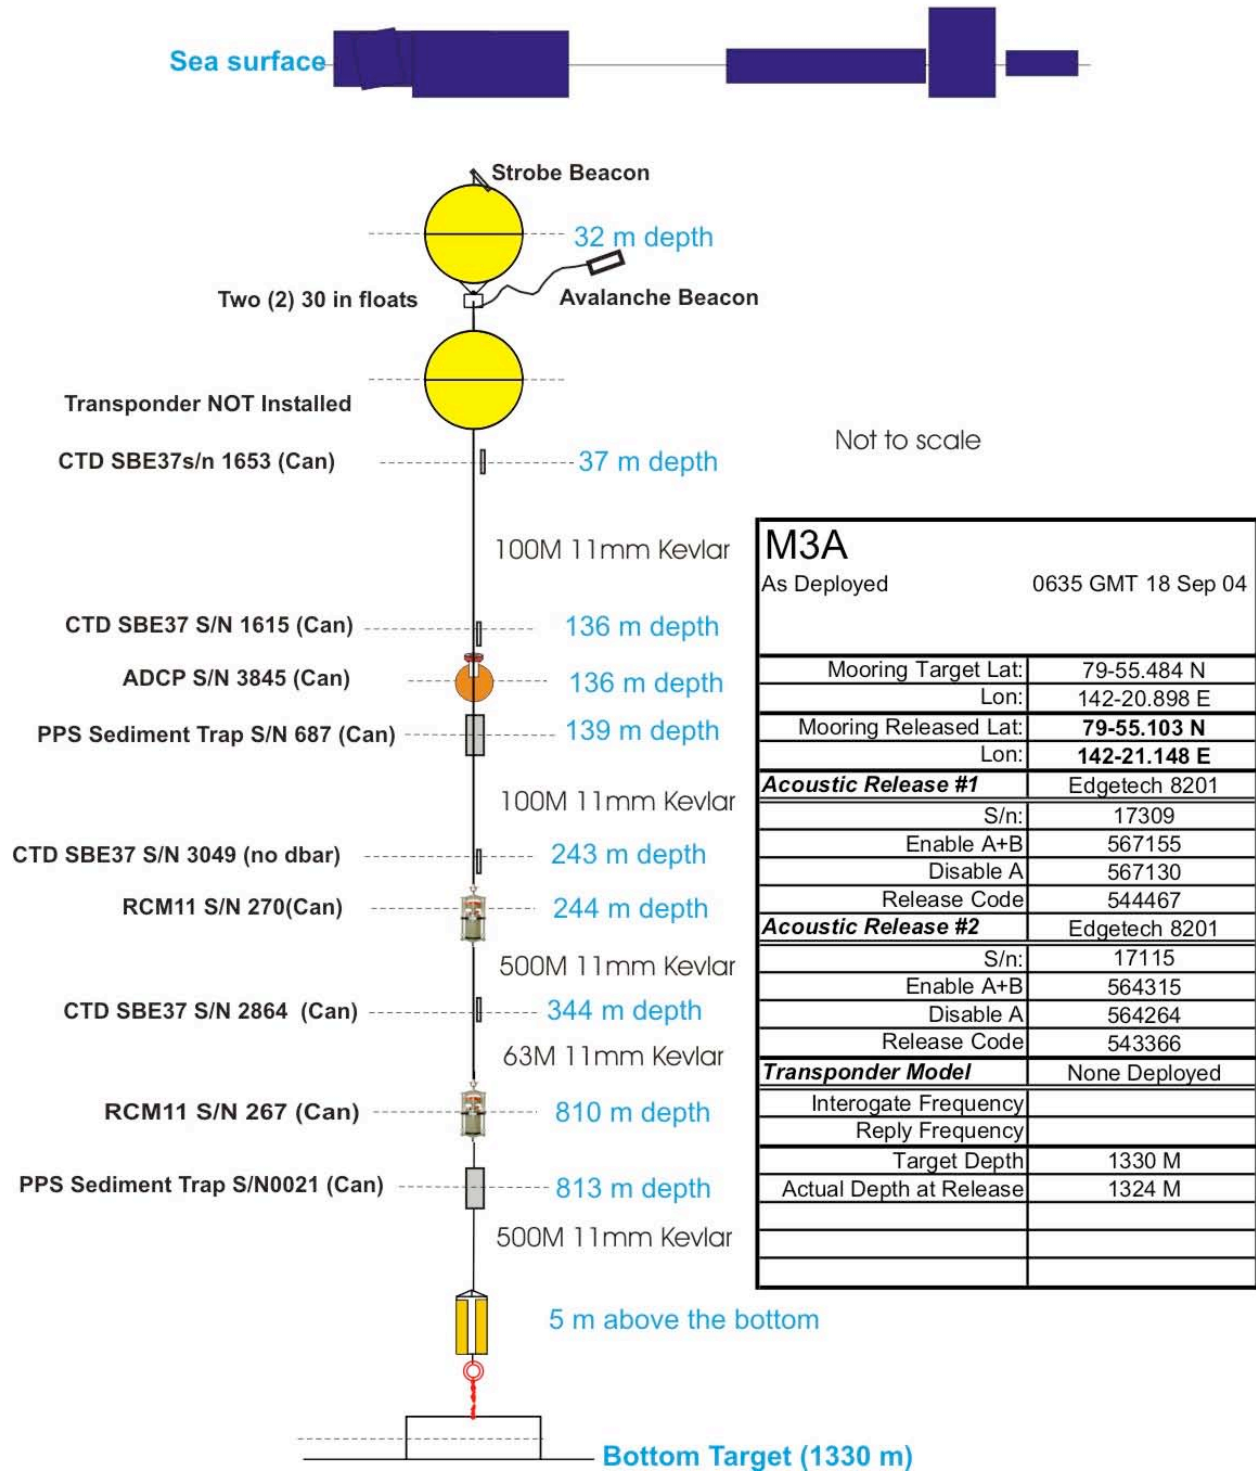 Sea surface
Strobe Beacon
32 m depth
Two (2) 30 in floats
Avalanche Beacon
Transponder NOT Installed
Not to scale
CTD SBE37s/n 1653 (Can)
37 m depth
100M 11mm Kevlar
CTD SBE37 S/N 1615 (Can)
136 m depth
ADCP S/N 3845 (Can)
136 m depth
PPS Sediment Trap S/N 687 (Can)
139 m depth
100M 11mm Kevlar
CTD SBE37 S/N 3049 (no dbar)
243 m depth
RCM11 S/N 270(Can)
244 m depth
500M 11mm Kevlar
CTD SBE37 S/N 2864 (Can)
344 m depth
63M 11mm Kevlar
RCM11 S/N 267 (Can)
810 m depth
PPS Sediment Trap S/N0021 (Can)
813 m depth
500M 11mm Kevlar
5 m above the bottom
Bottom Target (1330 m)
M3A
As Deployed 0635 GMT 18 Sep 04
Mooring Target Lat: 79-55.484 N
Lon: 142-20.898 E
Mooring Released Lat: 79-55.103 N
Lon: 142-21.148 E
Acoustic Release #1 Edgetech 8201
S/n: 17309
Enable A+B 567155
Disable A 567130
Release Code 544467
Acoustic Release #2 Edgetech 8201
S/n: 17115
Enable A+B 564315
Disable A 564264
Release Code 543366
Transponder Model None Deployed
Interogate Frequency
Reply Frequency
Target Depth 1330 M
Actual Depth at Release 1324 M